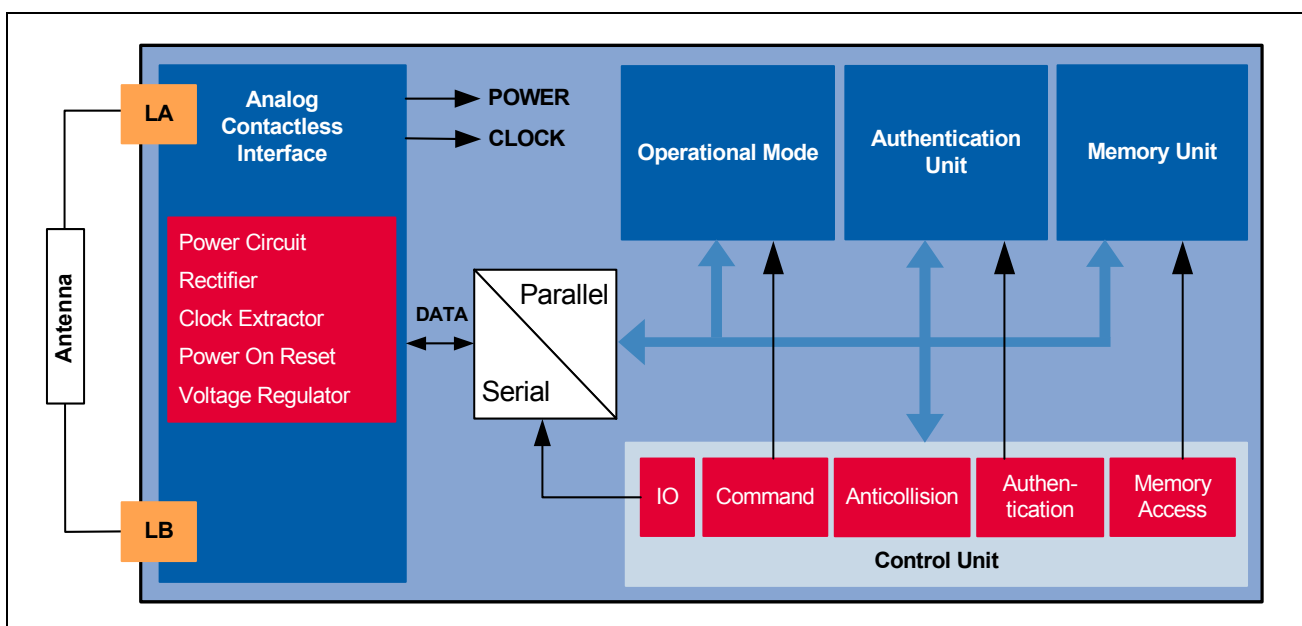 LA
Analog
Contactless
Interface
POWER
CLOCK
Operational Mode
Authentication
Unit
Memory Unit
Power Circuit
Rectifier
Clock Extractor
Power On Reset
Voltage Regulator
Antenna
DATA
Parallel
Serial
LB
IO
Command
Anticollision
Authen-
tication
Memory
Access
Control Unit